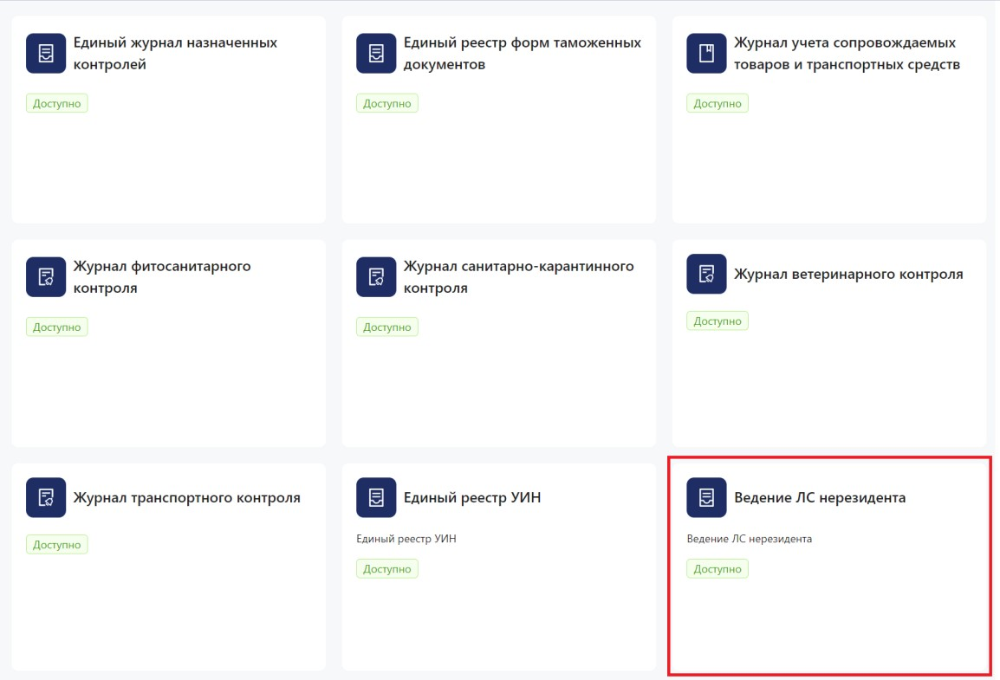 Единый журнал назначенных
контролей
Доступно
Единый реестр форм таможенных
документов
Доступно
Журнал учета сопровождаемых
товаров и транспортных средств
Доступно
Журнал фитосанитарного
контроля
Доступно
Журнал санитарно-карантинного
контроля
Доступно
Журнал ветеринарного контроля
Доступно
Журнал транспортного контроля
Доступно
Единый реестр УИН
Единый реестр УИН
Доступно
Ведение ЛС нерезидента
Ведение ЛС нерезидента
Доступно